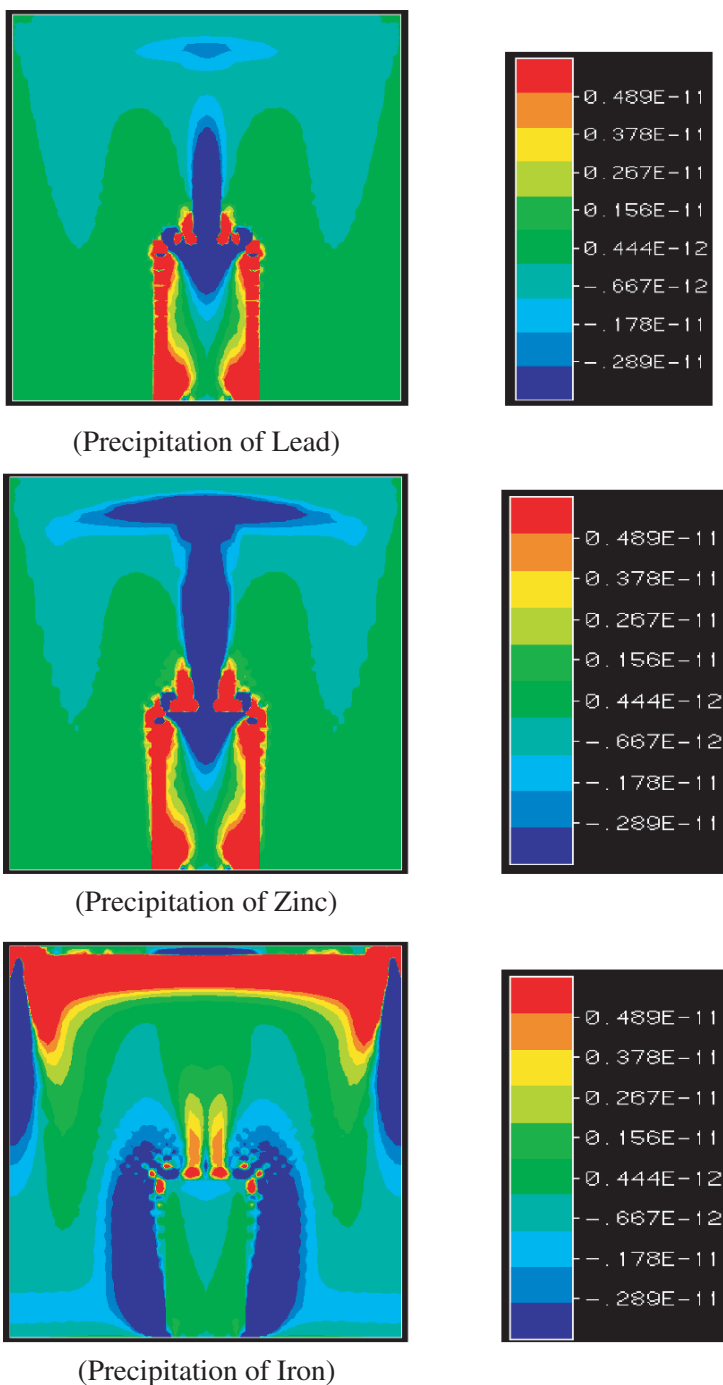 0.489E-11
0.378E-11
0.267E-11
0.156E-11
0.444E-12
-.667E-12
-.178E-11
-.289E-11
(Precipitation of Lead)
0.489E-11
0.378E-11
0.267E-11
0.156E-11
0.444E-12
-.667E-12
-.178E-11
-.289E-11
(Precipitation of Zinc)
0.489E-11
0.378E-11
0.267E-11
0.156E-11
0.444E-12
-.667E-12
-.178E-11
-.289E-11
(Precipitation of Iron)